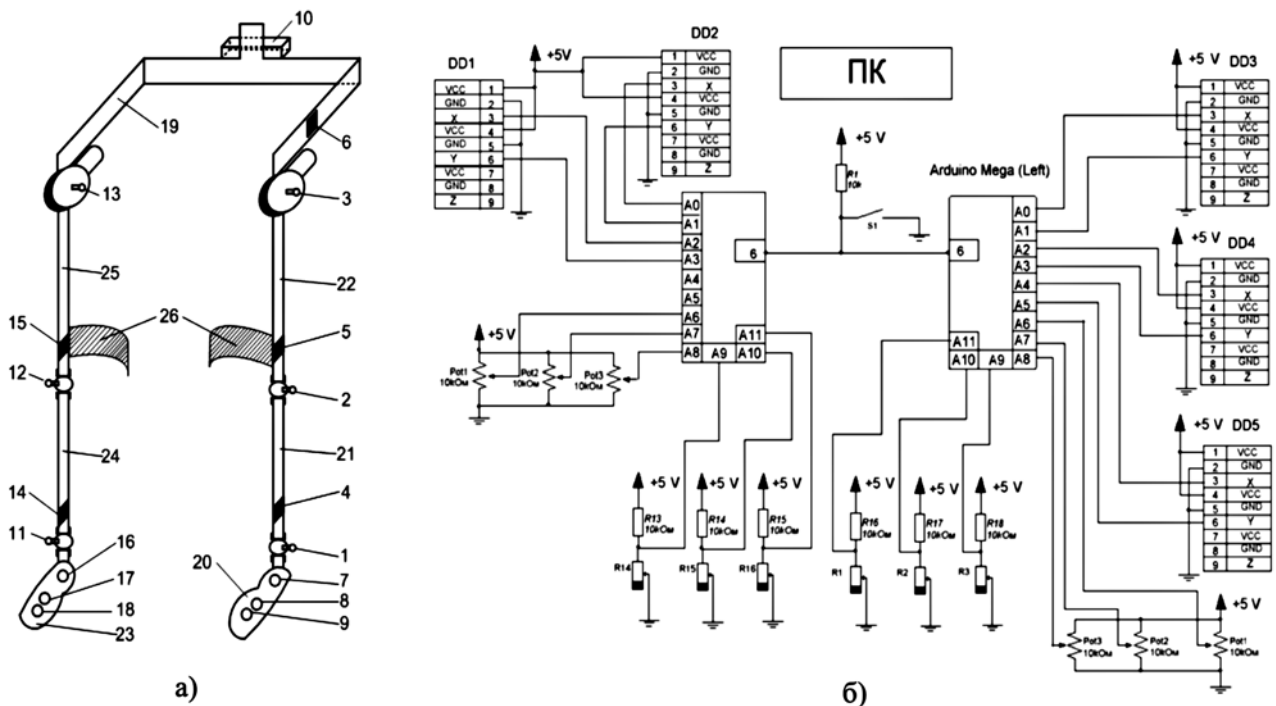 10
19
6
13
3
25
22
15
26
5
12
2
24
21
14
4
11
1
16
20
7
17
8
18
9
23
а)
DD1
VCC 1
GND 2
X 3
VCC 4
GND 5
Y 6
VCC 7
GND 8
Z 9
+5V
DD2
1 VCC
2 GND
3 X
4 VCC
5 GND
6 Y
7 VCC
8 GND
9 Z
ПК
+5 V
R1
10k
S1
A0
A1
A2
A3
A4
A5
A6
A7
A8
A9
A10
A11
6
+5 V
Pot1
10kОм
Pot2
10kОм
Pot3
10kОм
Arduino Mega (Left)
6
A0
A1
A2
A3
A4
A5
A6
A7
A8
A9
A10
A11
+5 V DD3
1 VCC
2 GND
3 X
4 VCC
5 GND
6 Y
7 VCC
8 GND
9 Z
+5 V DD4
1 VCC
2 GND
3 X
4 VCC
5 GND
6 Y
7 VCC
8 GND
9 Z
+5 V DD5
1 VCC
2 GND
3 X
4 VCC
5 GND
6 Y
7 VCC
8 GND
9 Z
+5 V
R13
10kОм
R14
+5 V
R14
10kОм
R15
+5 V
R15
10kОм
R16
+5 V
R16
10kОм
R1
+5 V
R17
10kОм
R2
+5 V
R18
10kОм
R3
+5 V
Pot3
10kОм
Pot2
10kОм
Pot1
10kОм
б)